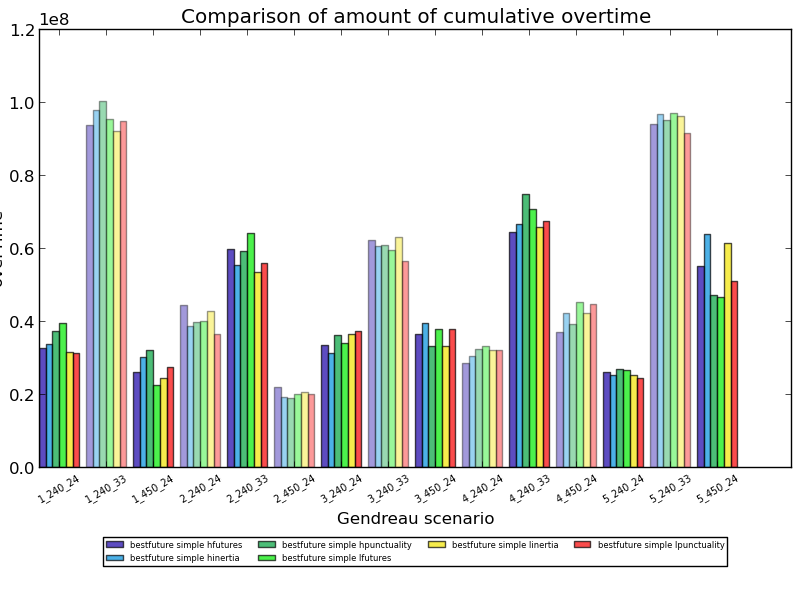 Comparison of amount of cumulative overtime
1e8
1.2
1.0
0.8
0.6
0.4
0.2
0.0
1_240_24 1_240_33 1_450_24 2_240_24 2_240_33 2_450_24 3_240_24 3_240_33 3_450_24 4_240_24 4_240_33 4_450_24 5_240_24 5_240_33 5_450_24
Gendreau scenario
bestfuture simple hfutures bestfuture simple hpunctuality bestfuture simple linertia bestfuture simple lpunctuality
bestfuture simple hinertia bestfuture simple lfutures